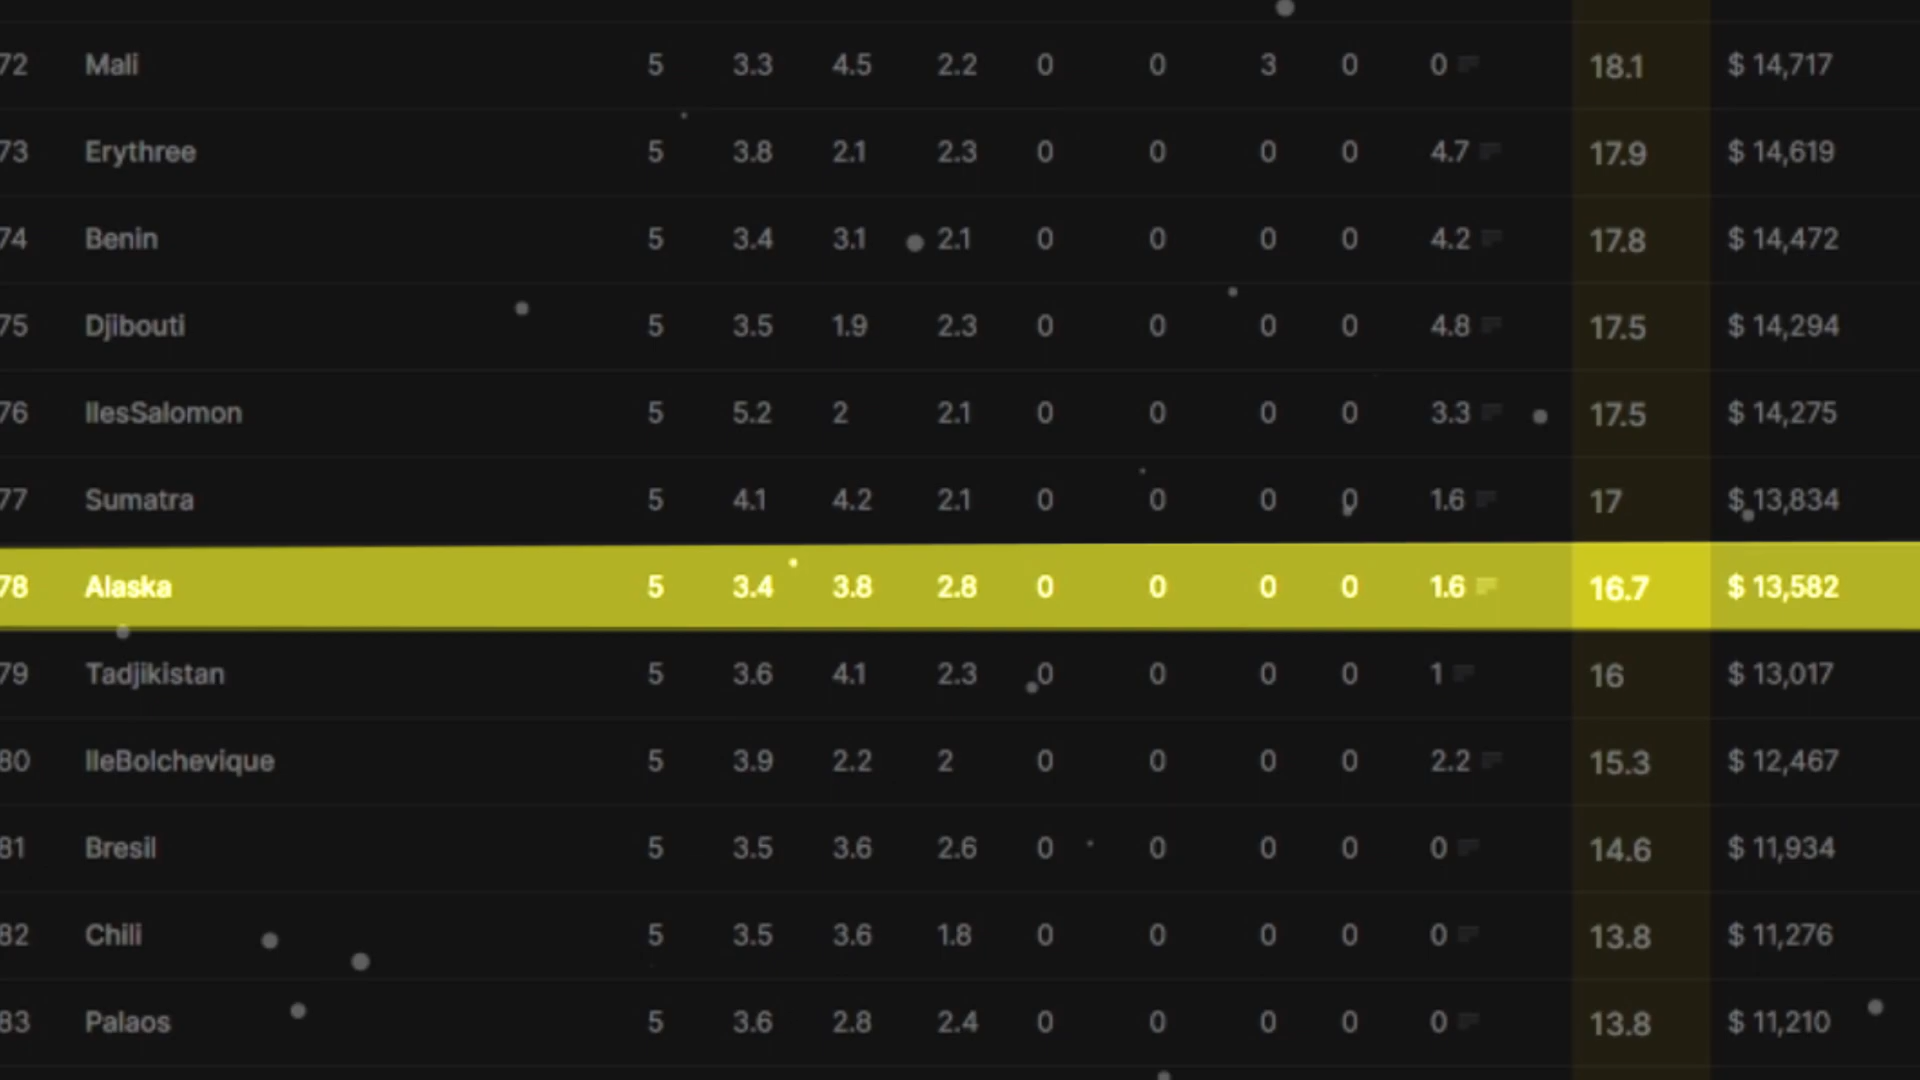 72 Mali 5 3.3 4.5 2.2 0 0 3 0 0 18.1 $ 14,717
73 Erythree 5 3.8 2.1 2.3 0 0 0 0 4.7 17.9 $ 14,619
74 Benin 5 3.4 3.1 2.1 0 0 0 0 4.2 17.8 $ 14,472
75 Djibouti 5 3.5 1.9 2.3 0 0 0 0 4.8 17.5 $ 14,294
76 IlesSalomon 5 5.2 2 2.1 0 0 0 0 3.3 17.5 $ 14,275
77 Sumatra 5 4.1 4.2 2.1 0 0 0 0 1.6 17 $ 13,834
78 Alaska 5 3.4 3.8 2.8 0 0 0 0 1.6 16.7 $ 13,582
79 Tadjikistan 5 3.6 4.1 2.3 0 0 0 0 1 16 $ 13,017
80 IleBolchevique 5 3.9 2.2 2 0 0 0 0 2.2 15.3 $ 12,467
81 Bresil 5 3.5 3.6 2.6 0 0 0 0 0 14.6 $ 11,934
82 Chili 5 3.5 3.6 1.8 0 0 0 0 0 13.8 $ 11,276
83 Palaos 5 3.6 2.8 2.4 0 0 0 0 0 13.8 $ 11,210